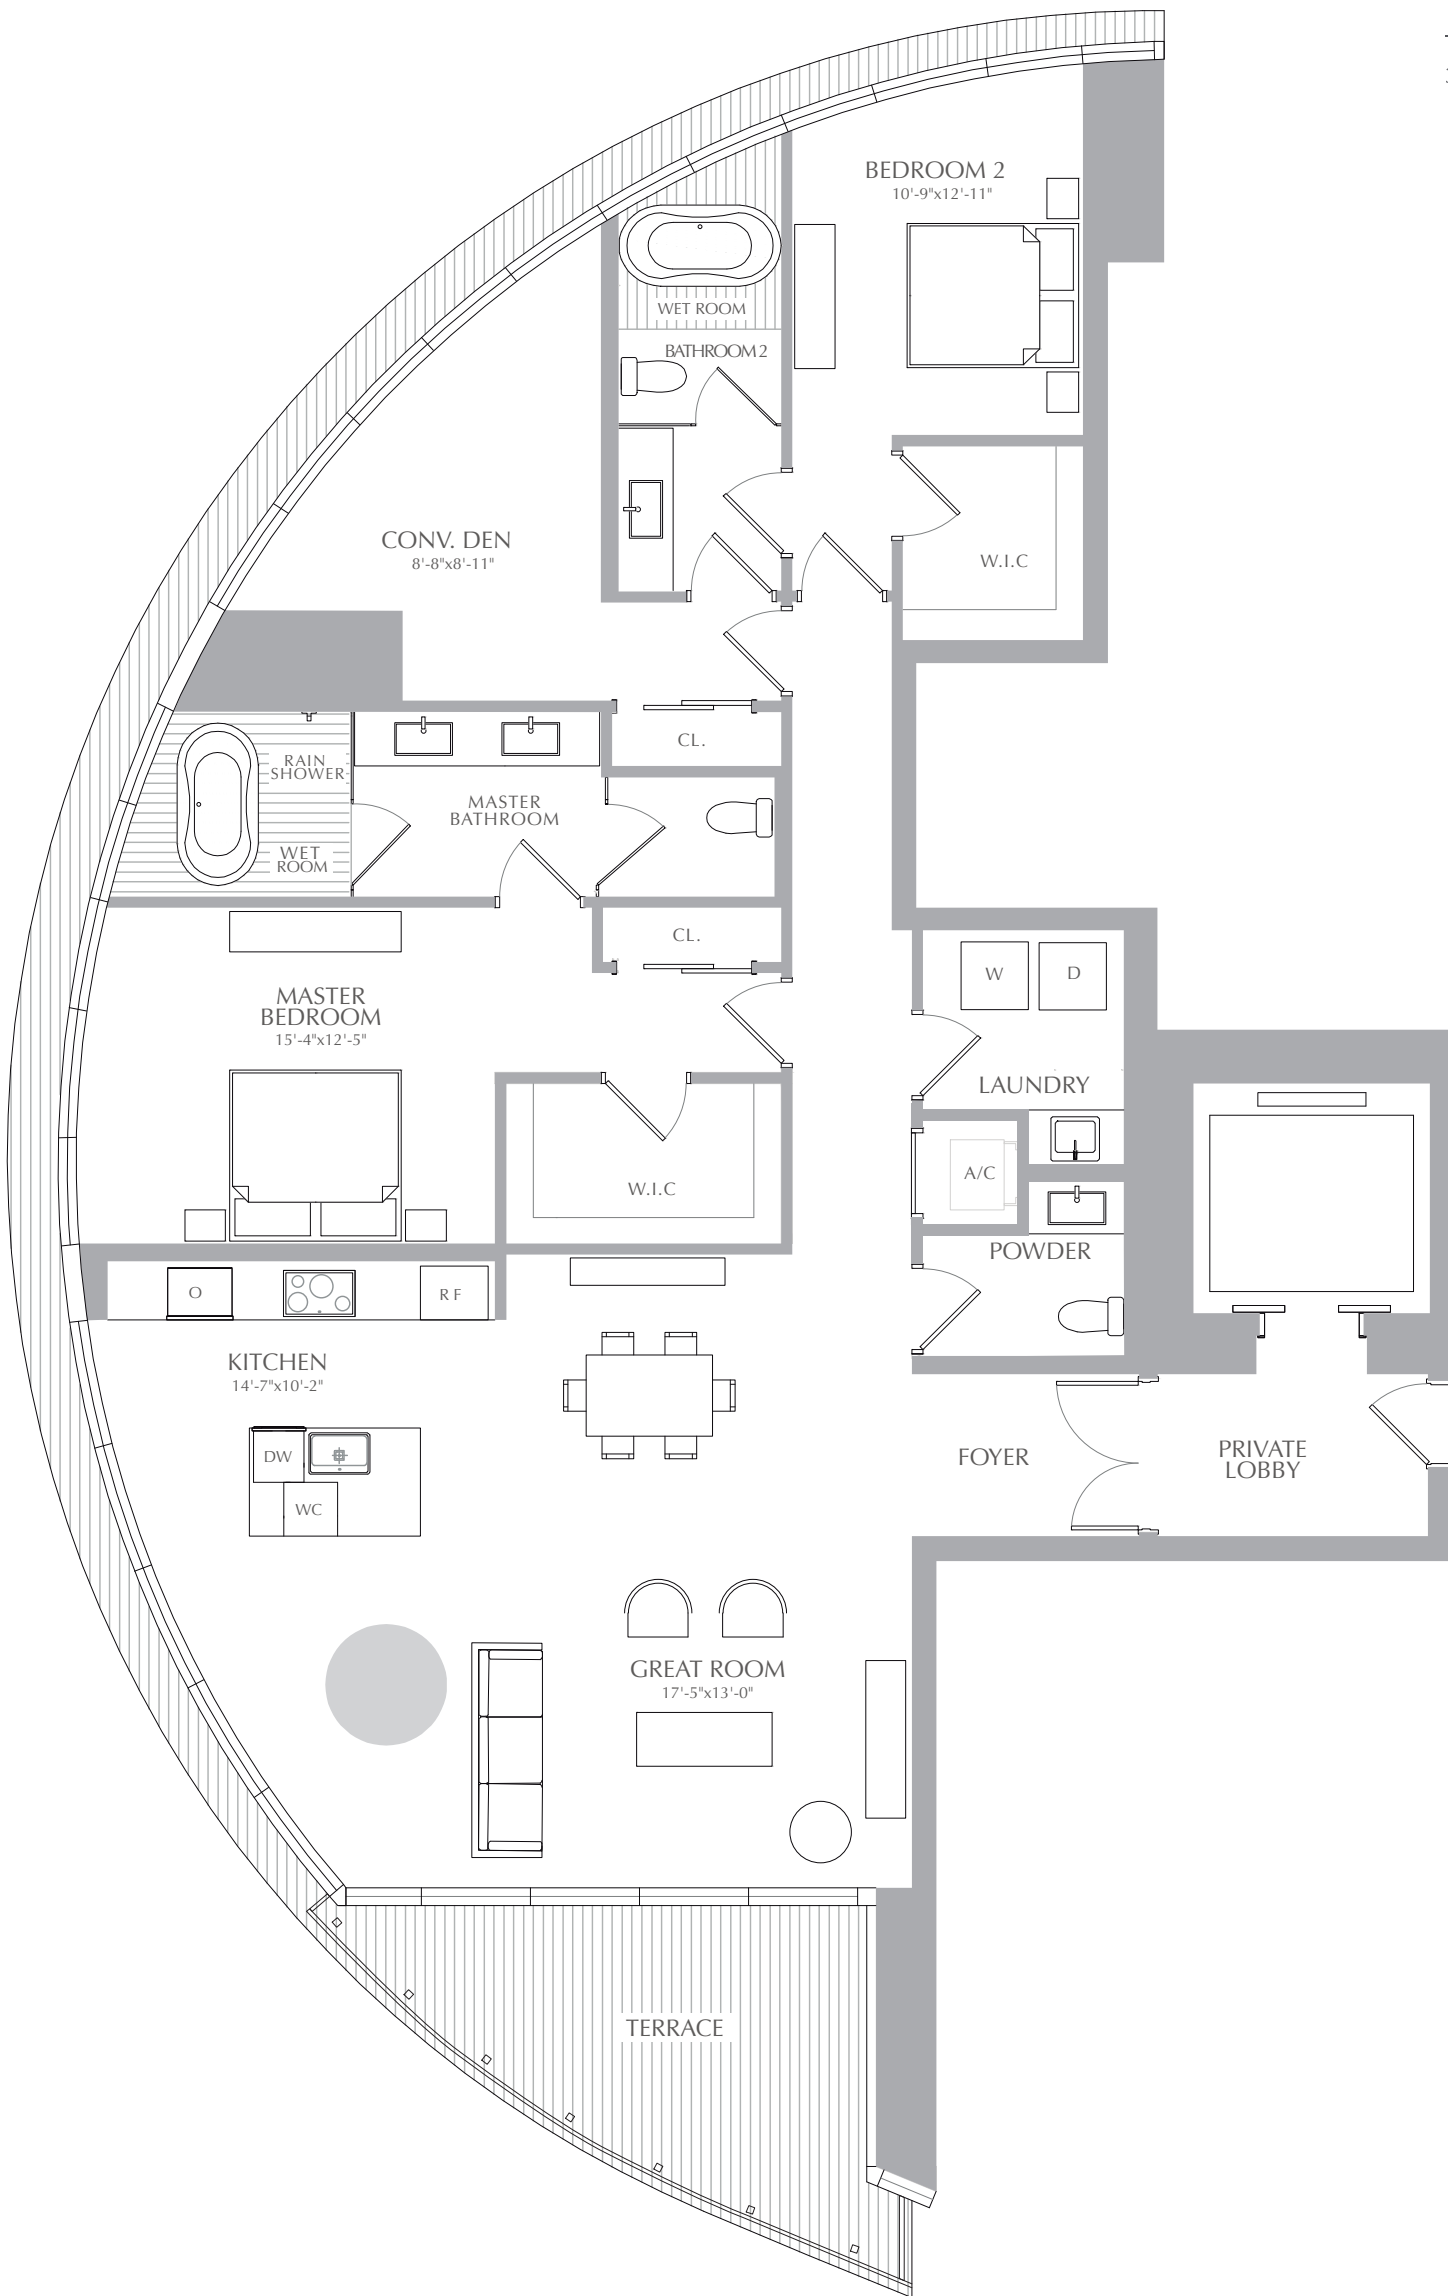 BEDROOM 2
10'-9"x12'-11"
WET ROOM
BATHROOM 2
CONV. DEN
8'-8"x8'-11"
W.I.C
CL.
RAIN
SHOWER
MASTER
BATHROOM
WET
ROOM
CL.
W
D
MASTER
BEDROOM
15'-4"x12'-5"
LAUNDRY
A/C
W.I.C
POWDER
O
RF
KITCHEN
14'-7"x10'-2"
DW
WC
FOYER
PRIVATE
LOBBY
GREAT ROOM
17'-5"x13'-0"
TERRACE